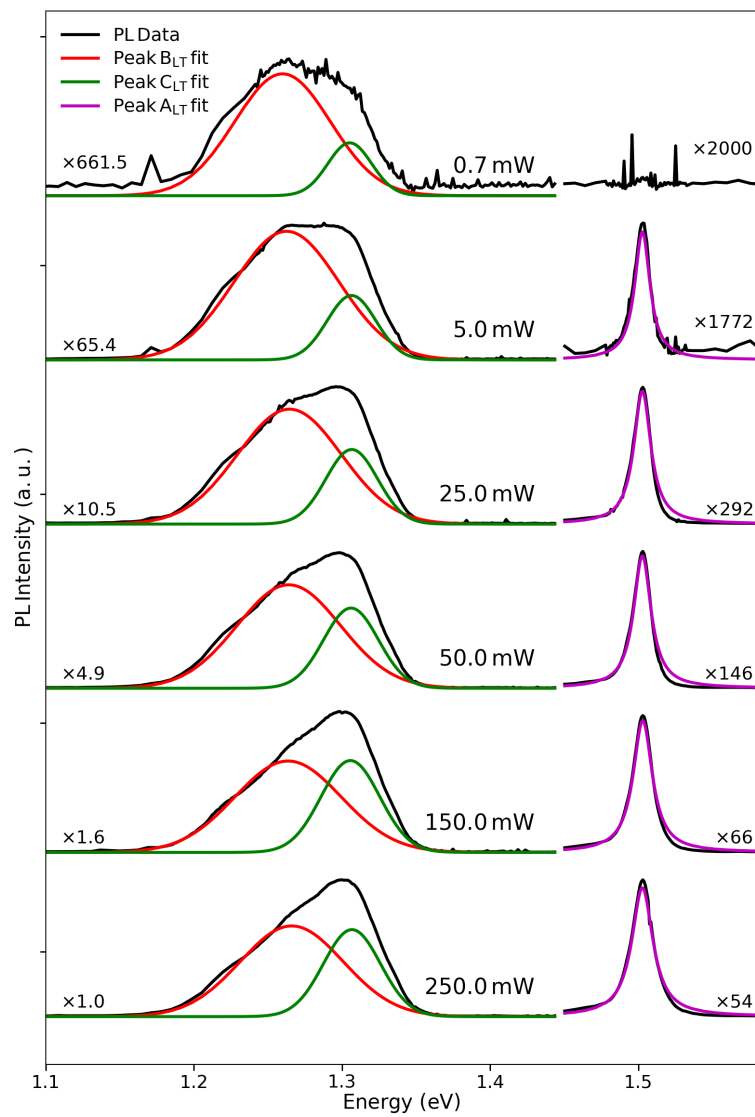 PL Data
Peak B_LT fit
Peak C_LT fit
Peak A_LT fit
×661.5
0.7 mW
×2000
×65.4
5.0 mW
×1772
×10.5
25.0 mW
×292
×4.9
50.0 mW
×146
×1.6
150.0 mW
×66
×1.0
250.0 mW
×54
PL Intensity (a. u. )
1.1 1.2 1.3 1.4 1.5
Energy (eV)